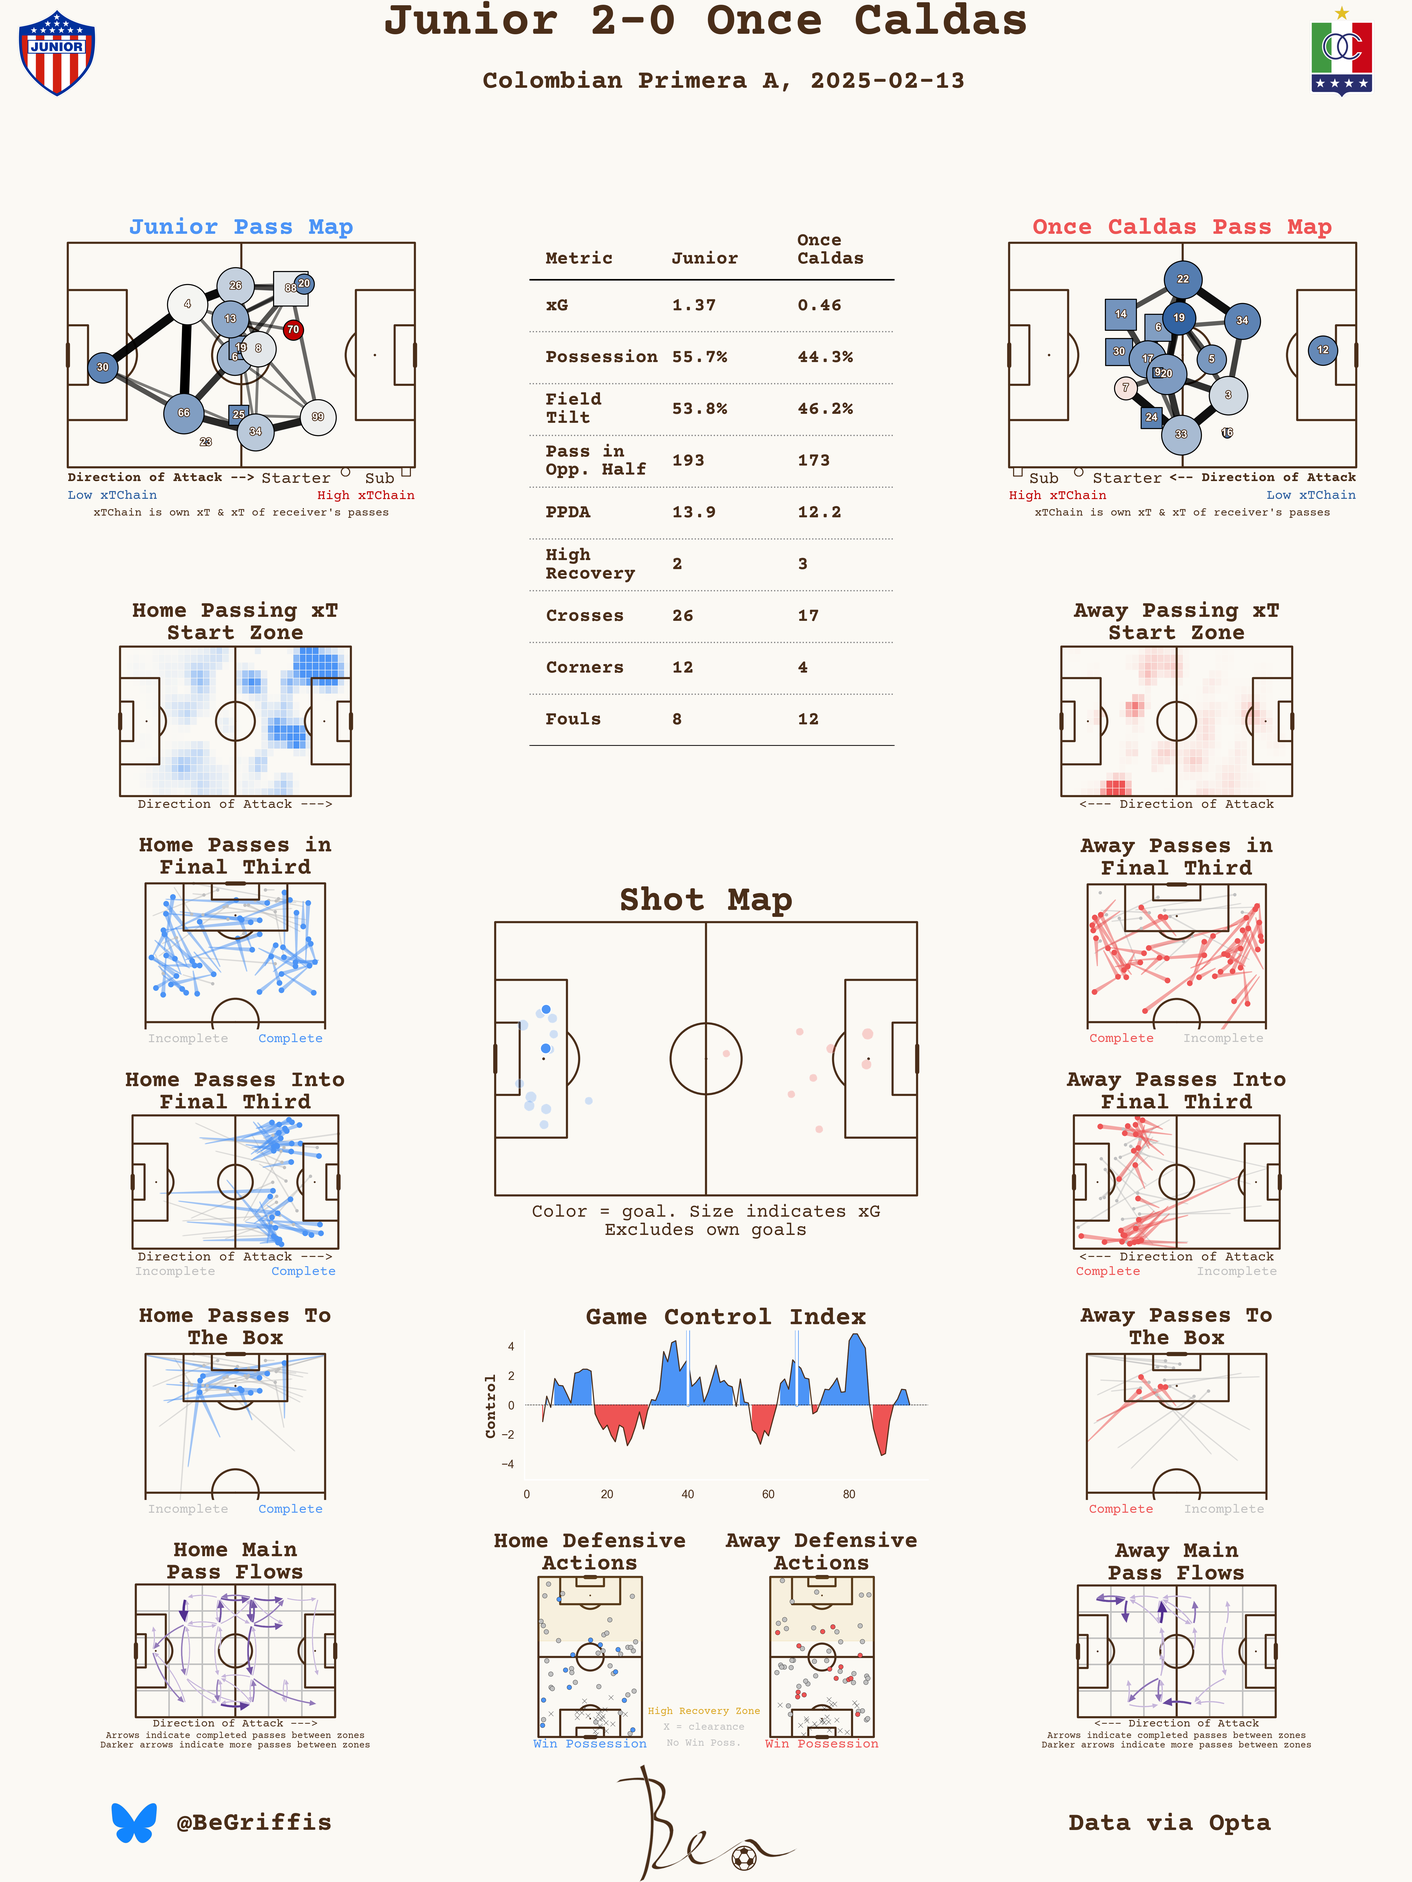 Junior 2-0 Once Caldas
Colombian Primera A, 2025-02-13
JUNIOR
Junior Pass Map
26
88
20
4
13
70
19
8
6
30
66
25
99
34
23
Direction of Attack --> Starter Sub
Low xTChain High xTChain
xTChain is own xT & xT of receiver's passes
Metric Junior Once Caldas
xG 1.37 0.46
Possession 55.7% 44.3%
Field Tilt 53.8% 46.2%
Pass in Opp. Half 193 173
PPDA 13.9 12.2
High Recovery 2 3
Crosses 26 17
Corners 12 4
Fouls 8 12
Once Caldas Pass Map
22
14
19
34
6
30
17
5
12
9
20
7
3
24
33
16
Sub Starter <-- Direction of Attack
High xTChain Low xTChain
xTChain is own xT & xT of receiver's passes
Home Passing xT
Start Zone
Direction of Attack --->
Away Passing xT
Start Zone
<--- Direction of Attack
Home Passes in
Final Third
Incomplete Complete
Away Passes in
Final Third
Complete Incomplete
Shot Map
Color = goal. Size indicates xG
Excludes own goals
Home Passes Into
Final Third
Direction of Attack --->
Incomplete Complete
Away Passes Into
Final Third
<--- Direction of Attack
Complete Incomplete
Home Passes To
The Box
Incomplete Complete
Game Control Index
Control
4
2
0
−2
−4
0 20 40 60 80
Away Passes To
The Box
Complete Incomplete
Home Main
Pass Flows
Direction of Attack --->
Arrows indicate completed passes between zones
Darker arrows indicate more passes between zones
Home Defensive
Actions
Win Possession
Away Defensive
Actions
Win Possession
High Recovery Zone
X = clearance
No Win Poss.
Away Main
Pass Flows
<--- Direction of Attack
Arrows indicate completed passes between zones
Darker arrows indicate more passes between zones
@BeGriffis
Ben
Data via Opta